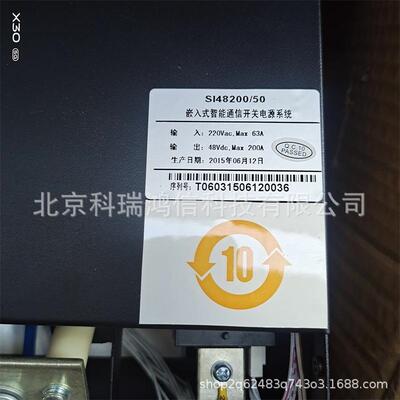 X30
SI48200/50
嵌入式智能通信开关电源系统
输 入：220Vac,Max 63A
输 出：48Vdc,Max 200A
生产日期：2015年06月12日
Q.C.10
PASSED
序列号：T06031506120036
北京科瑞鸿信科技有限公司
10
shop2q62483q743o3.1688.com